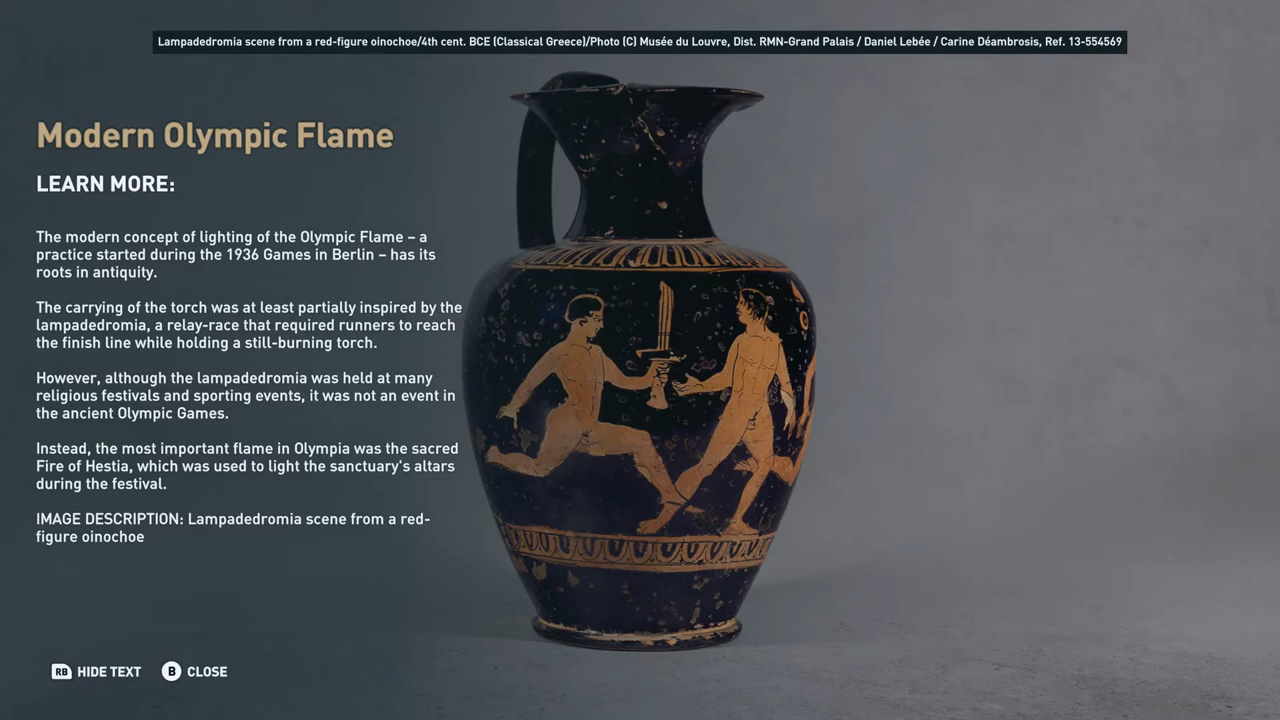 Lampadedromia scene from a red-figure oinochoe/4th cent. BCE (Classical Greece)/Photo (C) Musée du Louvre, Dist. RMN-Grand Palais / Daniel Lebée / Carine Déambrosis, Ref. 13-554569
Modern Olympic Flame
LEARN MORE:
The modern concept of lighting of the Olympic Flame – a
practice started during the 1936 Games in Berlin – has its
roots in antiquity.
The carrying of the torch was at least partially inspired by the
lampadedromia, a relay-race that required runners to reach
the finish line while holding a still-burning torch.
However, although the lampadedromia was held at many
religious festivals and sporting events, it was not an event in
the ancient Olympic Games.
Instead, the most important flame in Olympia was the sacred
Fire of Hestia, which was used to light the sanctuary's altars
during the festival.
IMAGE DESCRIPTION: Lampadedromia scene from a red-
figure oinochoe
RB HIDE TEXT B CLOSE